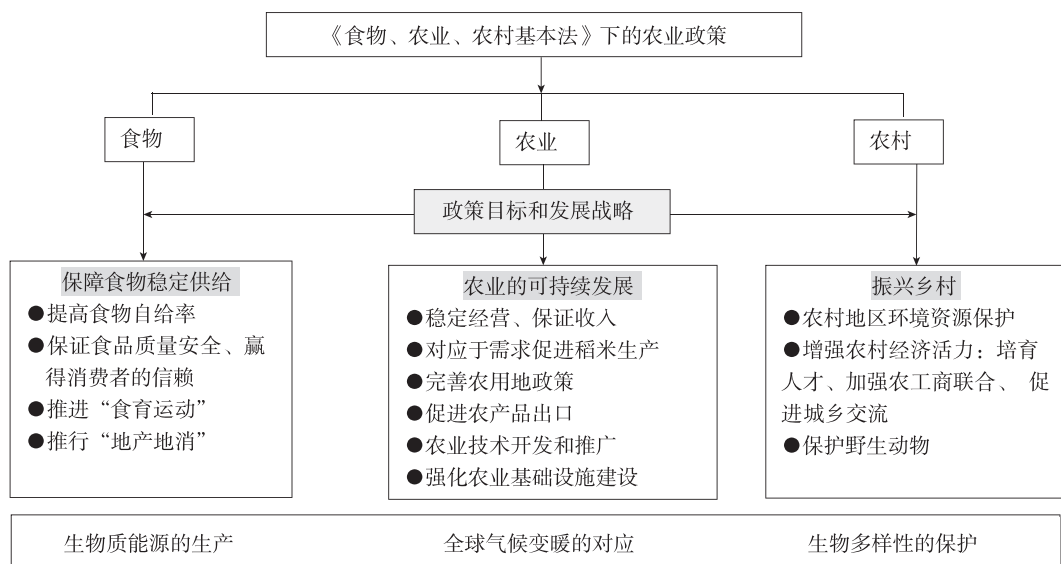 《食物、农业、农村基本法》下的农业政策
食物
农业
农村
政策目标和发展战略
保障食物稳定供给
●提高食物自给率
●保证食品质量安全、赢
得消费者的信赖
●推进“食育运动”
●推行“地产地消”
农业的可持续发展
●稳定经营、保证收入
●对应于需求促进稻米生产
●完善农用地政策
●促进农产品出口
●农业技术开发和推广
●强化农业基础设施建设
振兴乡村
●农村地区环境资源保护
●增强农村经济活力：培育
人才、加强农工商联合、 促
进城乡交流
●保护野生动物
生物质能源的生产
全球气候变暖的对应
生物多样性的保护